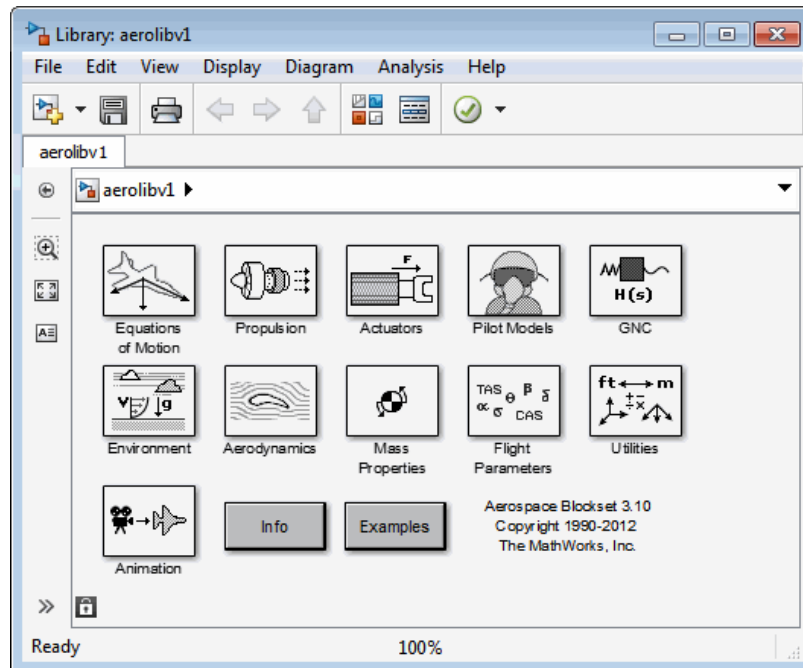 Library: aerolibv1
File Edit View Display Diagram Analysis Help
aerolibv1
aerolibv1
F
H(s)
Equations
of Motion
Propulsion
Actuators
Pilot Models
GNC
V g
TAS θ β δ
α σ CAS
ft m
+ −
÷ x
Environment
Aerodynamics
Mass
Properties
Flight
Parameters
Utilities
Animation
Info
Examples
Aerospace Blockset 3.10
Copyright 1990-2012
The MathWorks, Inc.
Ready 100%